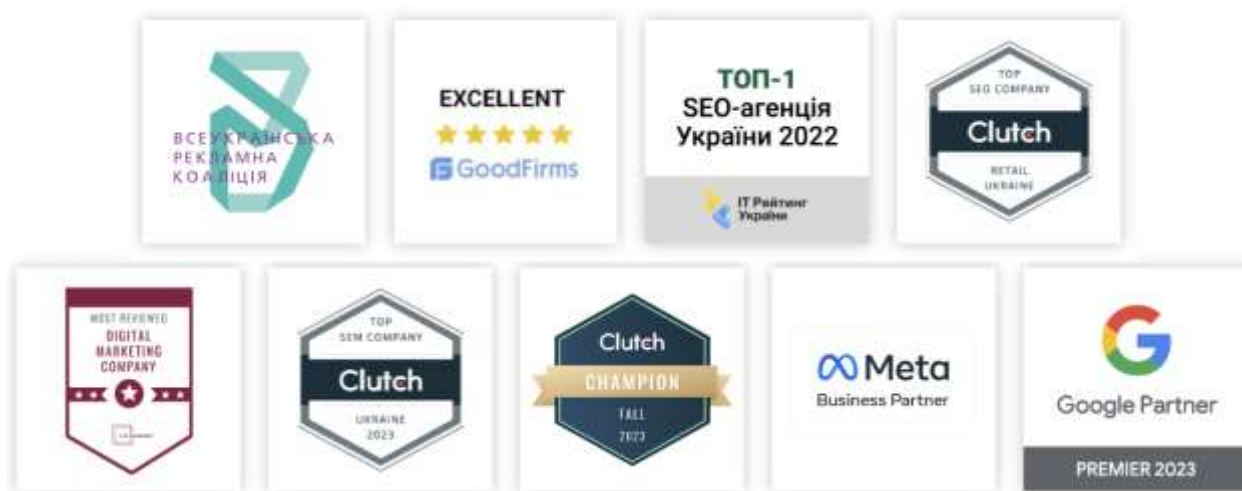 ВСЕУКРАЇНСЬКА
РЕКЛАМНА
КОАЛІЦІЯ
EXCELLENT
GoodFirms
ТОП-1
SEO-агенція
України 2022
IT Рейтинг
України
TOP
SEO COMPANY
Clutch
RETAIL
UKRAINE
MOST REVIEWED
DIGITAL
MARKETING
COMPANY
TOP
SEM COMPANY
Clutch
UKRAINE
2023
Clutch
CHAMPION
FALL
2023
Meta
Business Partner
Google Partner
PREMIER 2023